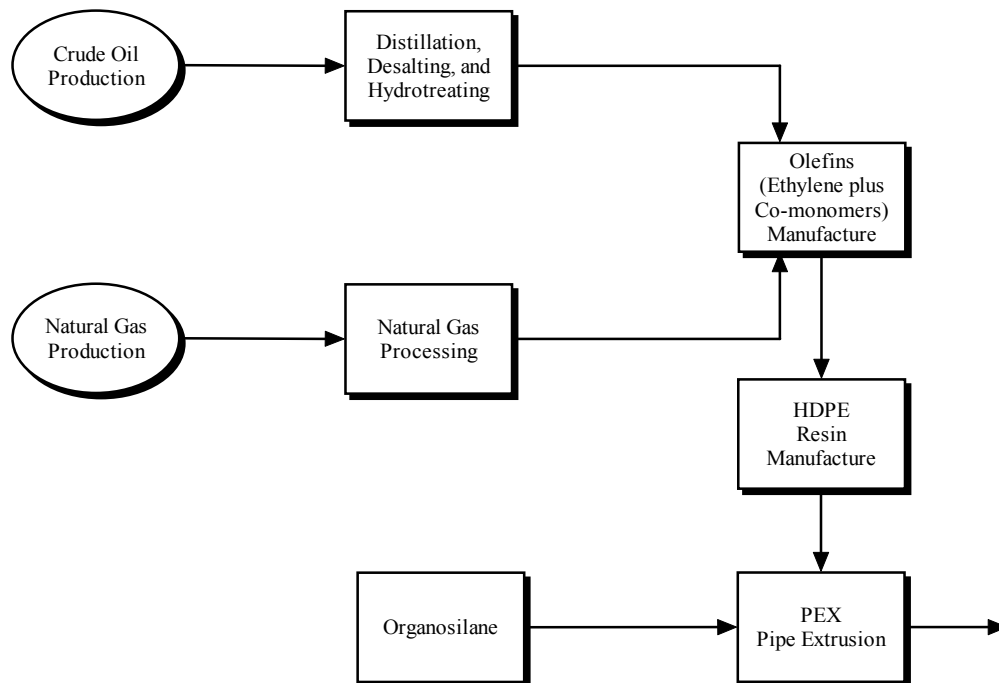 Crude Oil
Production
Distillation,
Desalting, and
Hydrotreating
Olefins
(Ethylene plus
Co-monomers)
Manufacture
Natural Gas
Production
Natural Gas
Processing
HDPE
Resin
Manufacture
Organosilane
PEX
Pipe Extrusion